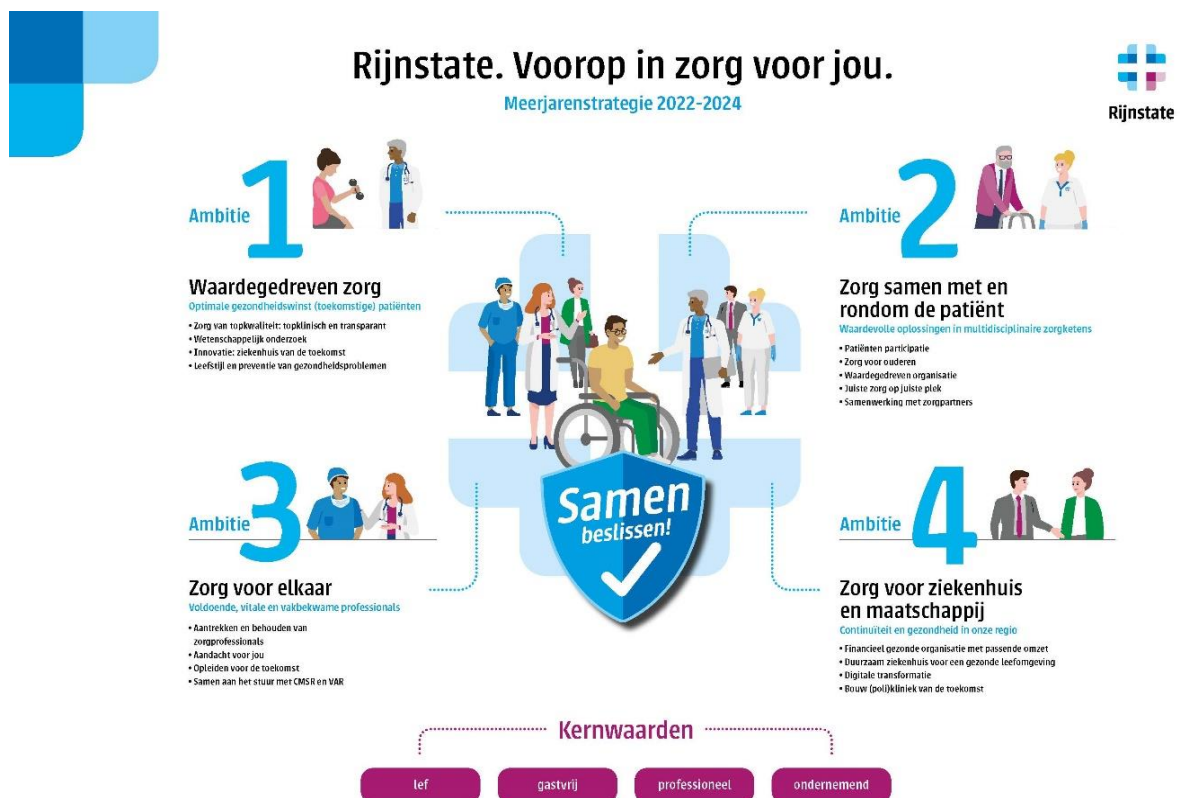 Rijnstate. Voorop in zorg voor jou.
Meerjarenstrategie 2022-2024
Rijnstate
Ambitie 1
Waardegedreven zorg
Optimale gezondheidswinst (toekomstige) patiënten
• Zorg van topkwaliteit: topklinisch en transparant
• Wetenschappelijk onderzoek
• Innovatie: ziekenhuis van de toekomst
• Leefstijl en preventie van gezondheidsproblemen
Ambitie 2
Zorg samen met en
rondom de patiënt
Waardevolle oplossingen in multidisciplinaire zorgketens
• Patiënten participatie
• Zorg voor ouderen
• Waardegedreven organisatie
• Juiste zorg op juiste plek
• Samenwerking met zorgpartners
Samen
beslissen!
Ambitie 3
Zorg voor elkaar
Voldoende, vitale en vakbekwame professionals
• Aantrekken en behouden van
zorgprofessionals
• Aandacht voor jou
• Opleiden voor de toekomst
• Samen aan het stuur met CMSR en VAR
Ambitie 4
Zorg voor ziekenhuis
en maatschappij
Continuïteit en gezondheid in onze regio
• Financieel gezonde organisatie met passende omzet
• Duurzaam ziekenhuis voor een gezonde leefomgeving
• Digitale transformatie
• Bouw (poli)kliniek van de toekomst
Kernwaarden
lef
gastvrij
professioneel
ondernemend